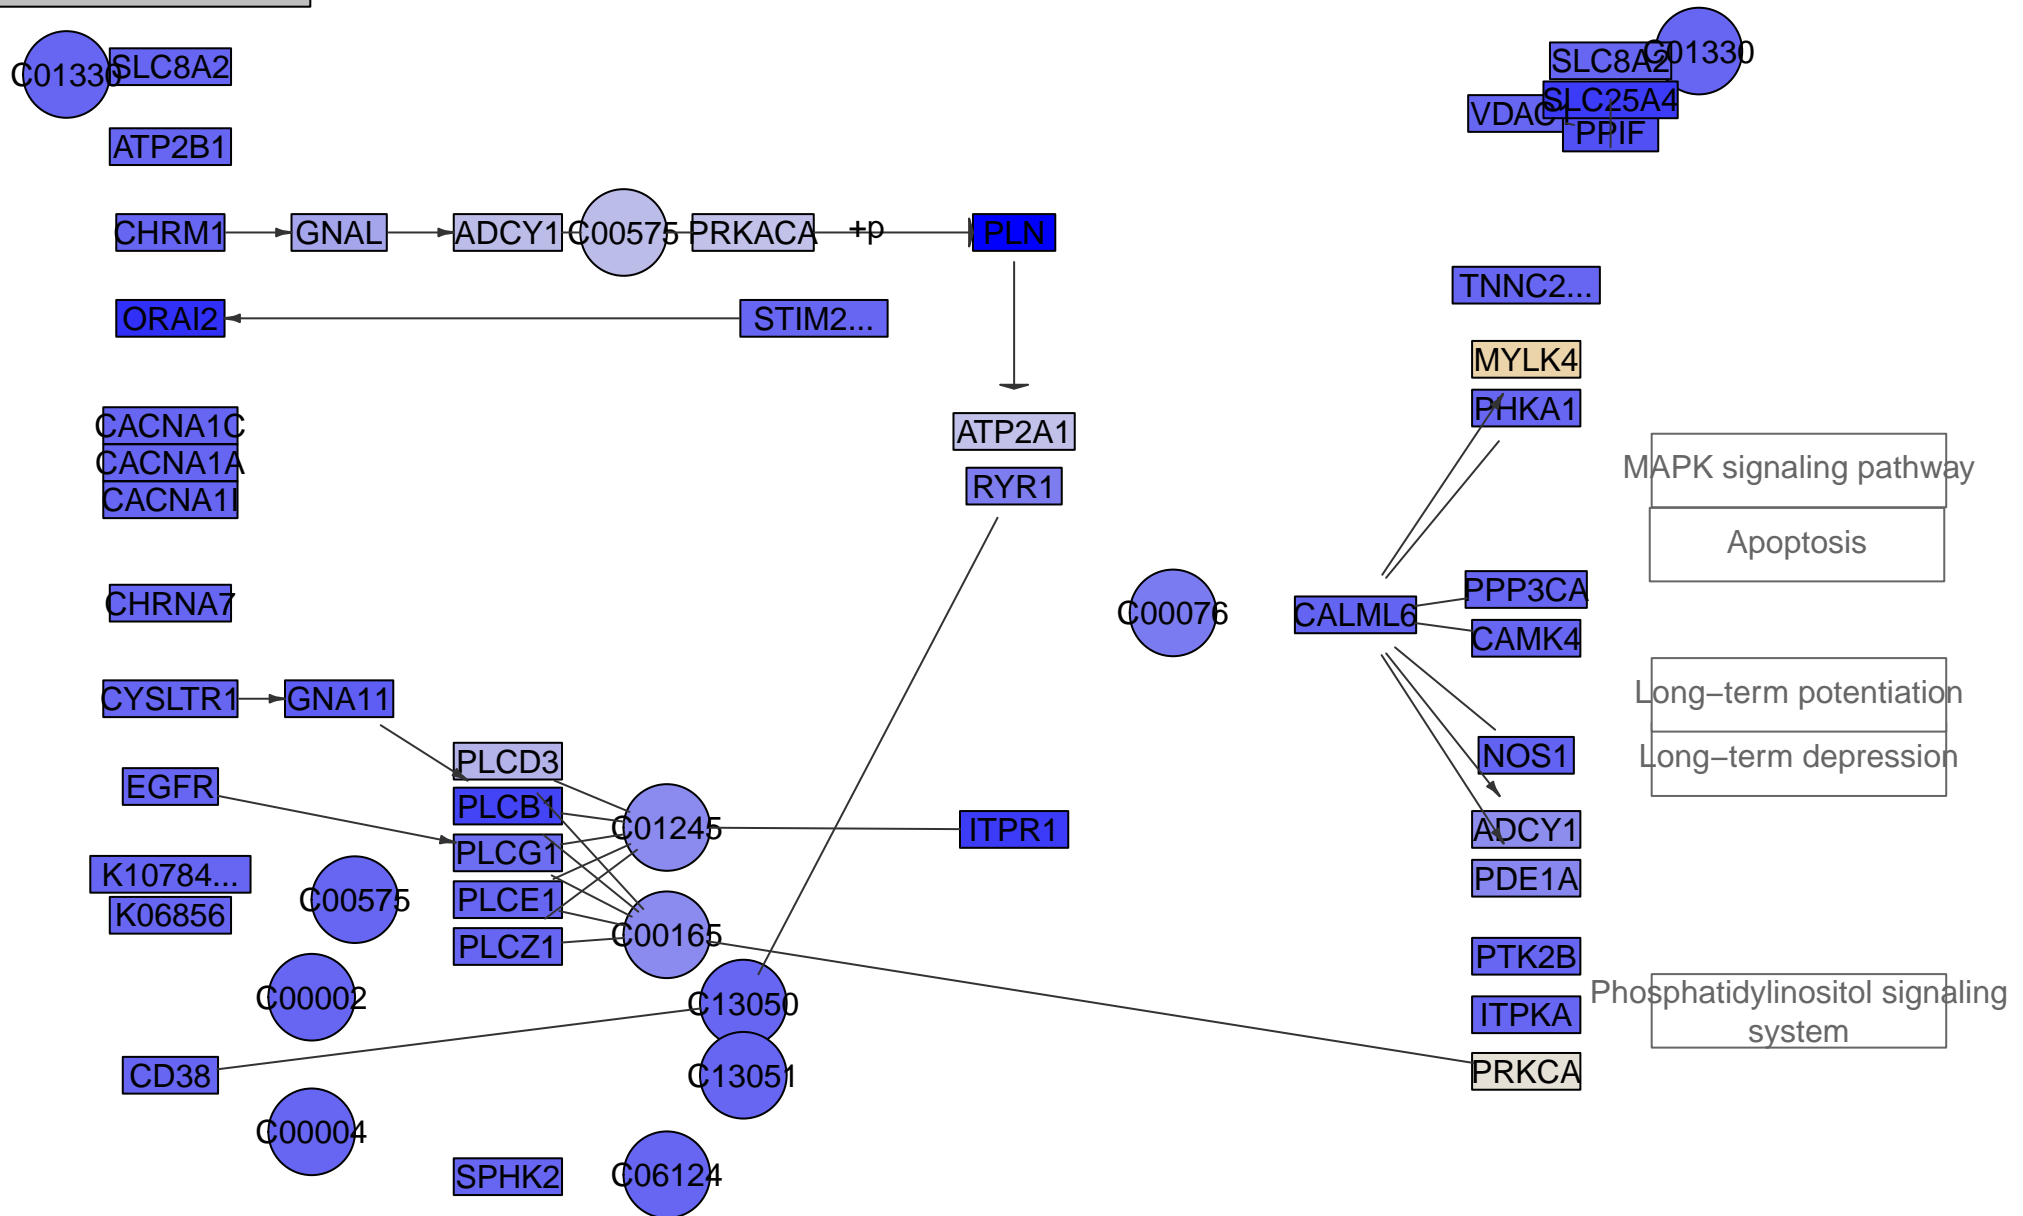 C01330
SLC8A2
SLC8A2
C01330
SLC25A4
VDAC1
PPIF
ATP2B1
CHRM1
GNAL
ADCY1
C00575
PRKACA
+p
PLN
TNNC2...
ORAI2
STIM2...
MYLK4
PHKA1
CACNA1C
CACNA1A
CACNA1I
ATP2A1
RYR1
MAPK signaling pathway
Apoptosis
CHRNA7
C00076
CALML6
PPP3CA
CAMK4
CYSLTR1
GNA11
Long–term potentiation
Long–term depression
NOS1
PLCD3
EGFR
PLCB1
C01245
ITPR1
ADCY1
PLCG1
K10784...
K06856
C00575
PLCE1
PLCZ1
C00165
PDE1A
PTK2B
C00002
C13050
ITPKA
Phosphatidylinositol signaling
system
CD38
C13051
PRKCA
C00004
SPHK2
C06124